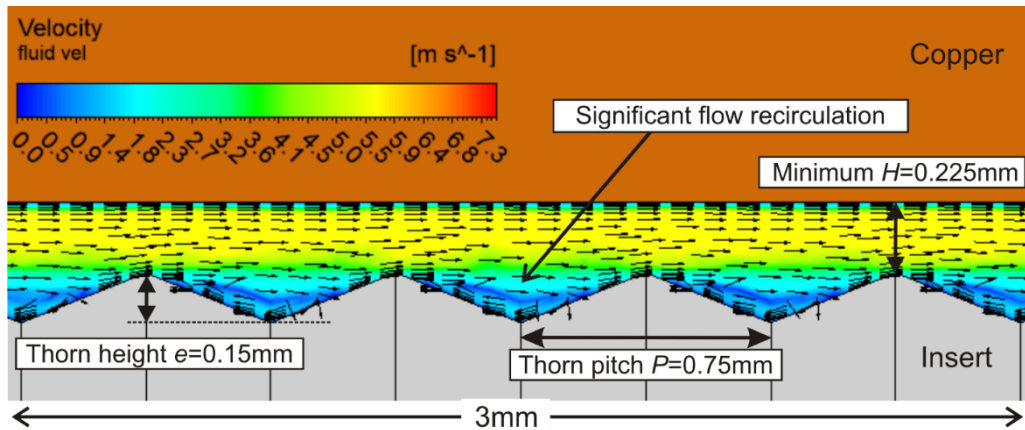 Velocity
fluid vel
[m s^-1]
Copper
0.0 0.5 0.9 1.4 1.8 2.3 2.7 3.2 3.6 4.1 4.5 5.0 5.5 5.9 6.4 6.8 7.3
Significant flow recirculation
Minimum H=0.225mm
Thorn height e=0.15mm
Thorn pitch P=0.75mm
Insert
3mm